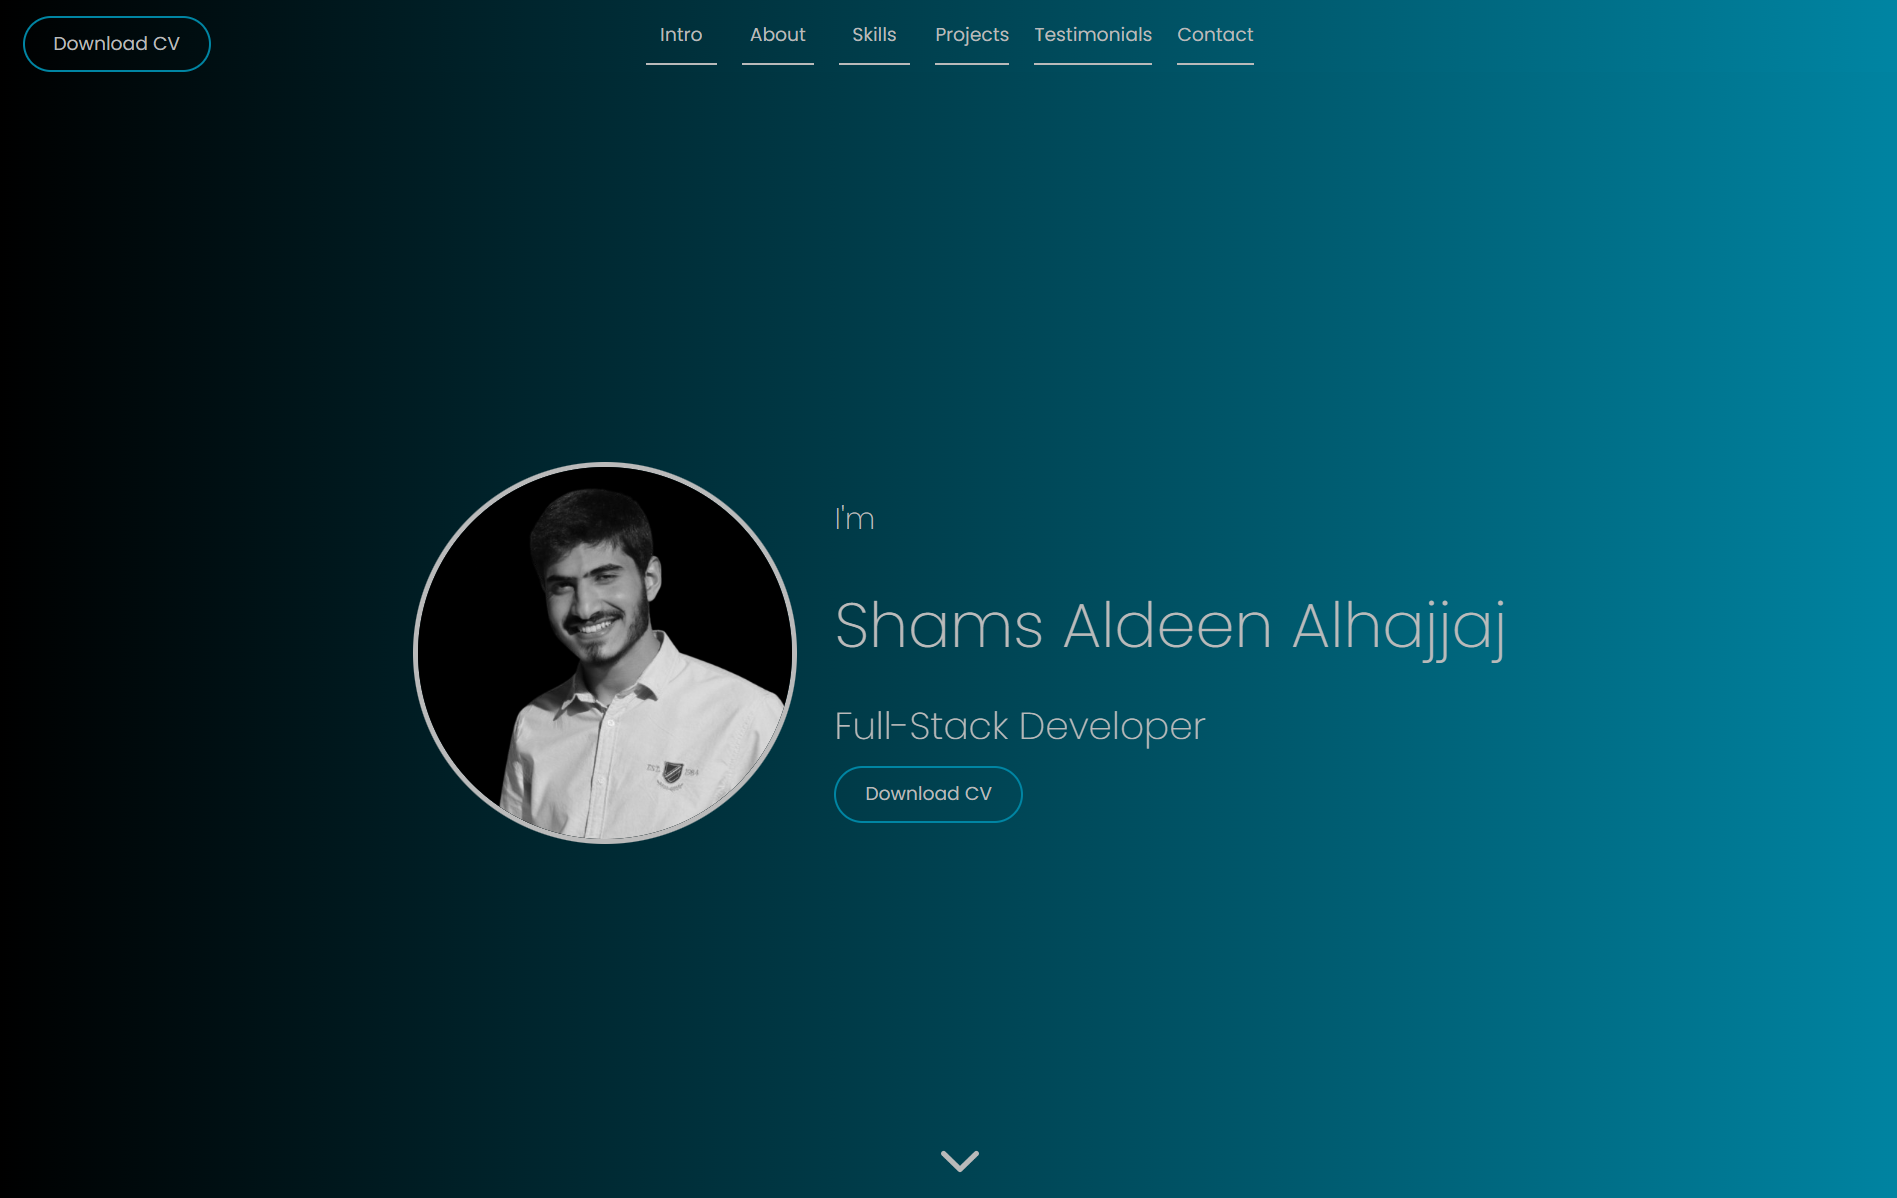 Download CV
Intro About Skills Projects Testimonials Contact
I'm
Shams Aldeen Alhajjaj
Full-Stack Developer
Download CV